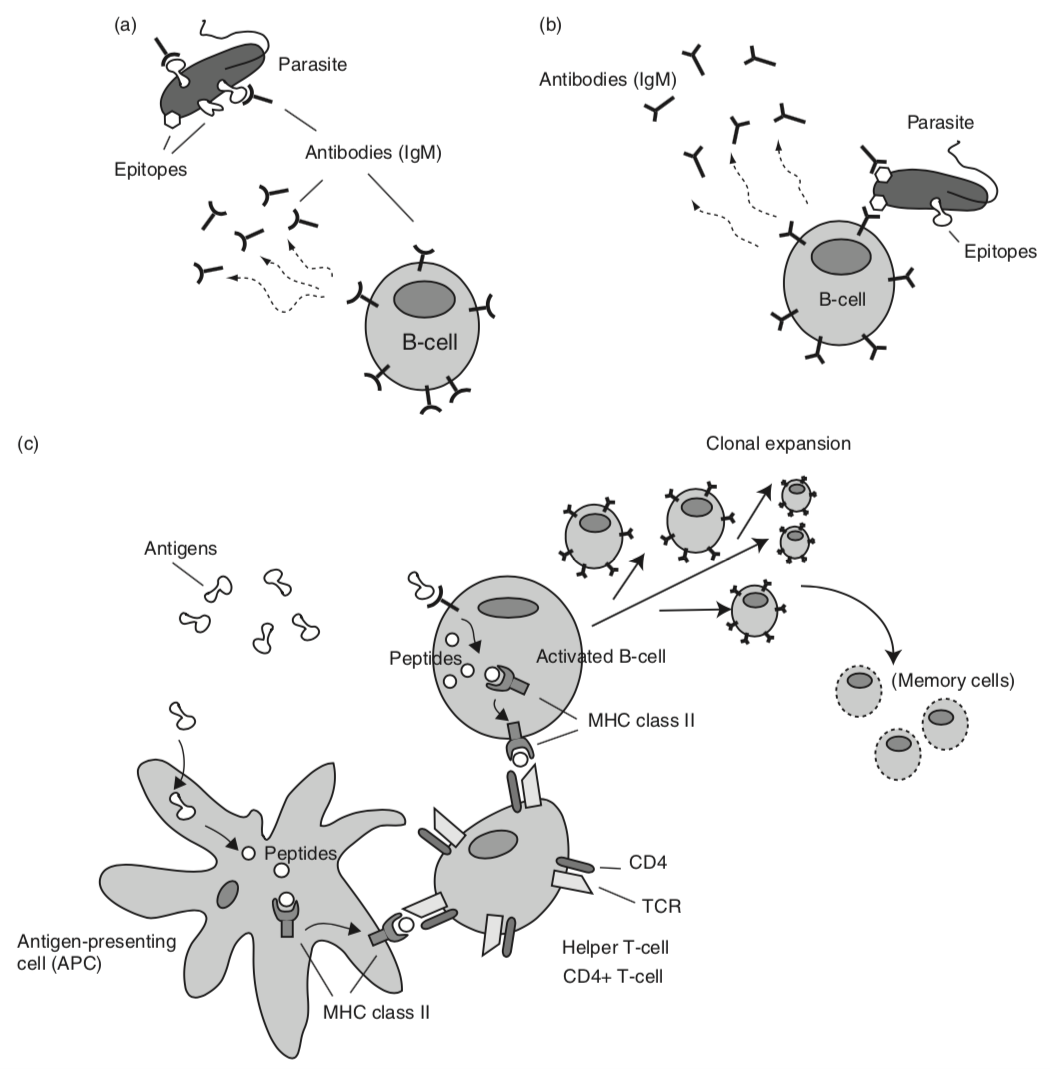 (a)
Parasite
Epitopes
Antibodies (IgM)
B-cell
(b)
Antibodies (IgM)
Parasite
Epitopes
B-cell
(c)
Clonal expansion
Antigens
Peptides
Activated B-cell
(Memory cells)
MHC class II
Peptides
CD4
TCR
Antigen-presenting
cell (APC)
Helper T-cell
CD4+ T-cell
MHC class II